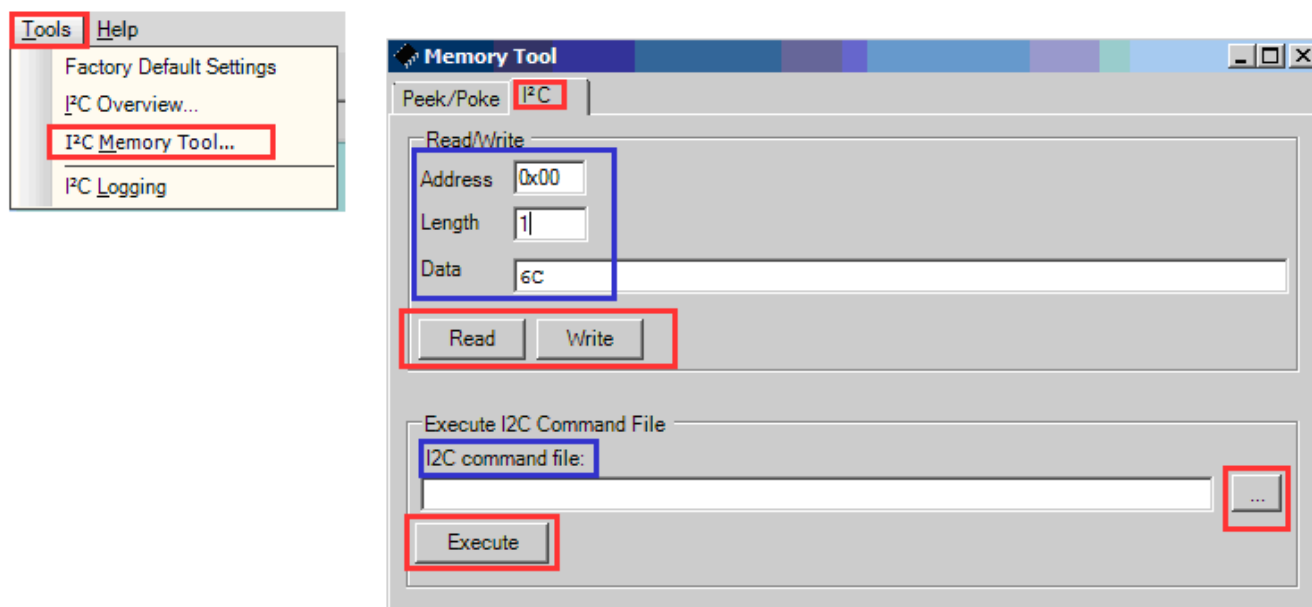 Tools Help
Factory Default Settings
I²C Overview...
I²C Memory Tool...
I²C Logging
Memory Tool
Peek/Poke I²C
Read/Write
Address 0x00
Length 1
Data 6C
Read Write
Execute I2C Command File
I2C command file:
...
Execute